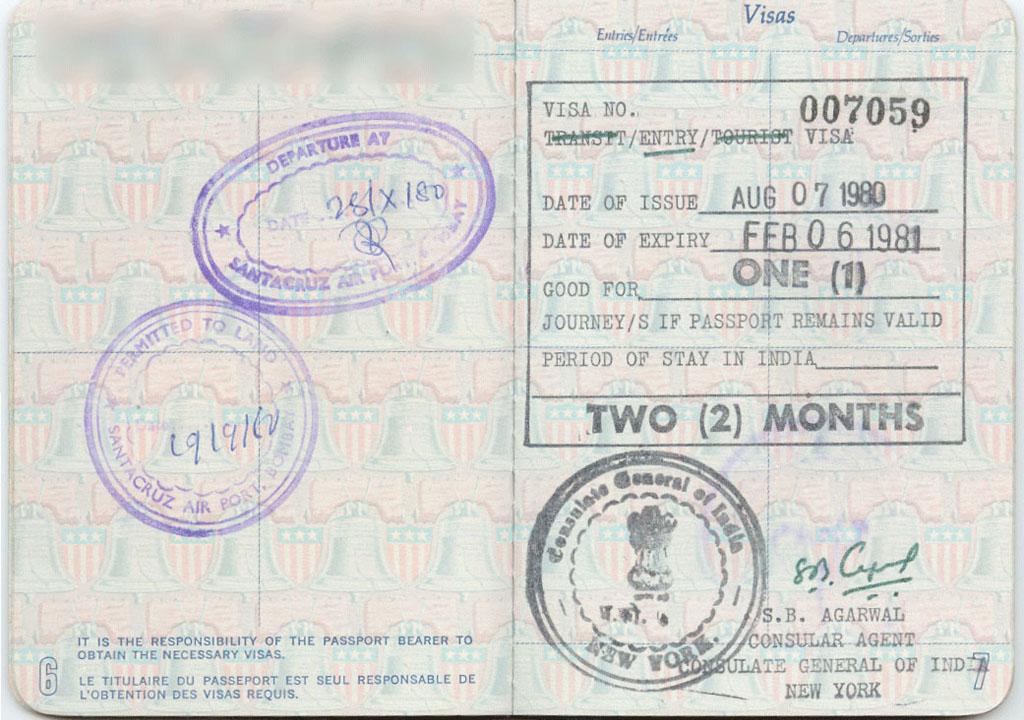 DEPARTURE AT
DATE 28/X/80
SANTACRUZ AIR PORT,
PERMITTED TO LAND
SANTACRUZ AIR PORT, BOMBAY
IT IS THE RESPONSIBILITY OF THE PASSPORT BEARER TO
OBTAIN THE NECESSARY VISAS.
LE TITULAIRE DU PASSEPORT EST SEUL RESPONSABLE DE
L'OBTENTION DES VISAS REQUIS.
6
Visas
Entries/Entrées Departures/Sorties
VISA NO. 007059
TRANSIT/ENTRY/TOURIST VISA
DATE OF ISSUE AUG 07 1980
DATE OF EXPIRY FEB 06 1981
GOOD FOR ONE (1)
JOURNEY/S IF PASSPORT REMAINS VALID
PERIOD OF STAY IN INDIA
TWO (2) MONTHS
Consulate General of India
NEW YORK.
S.B. AGARWAL
CONSULAR AGENT
CONSULATE GENERAL OF INDIA
NEW YORK
7